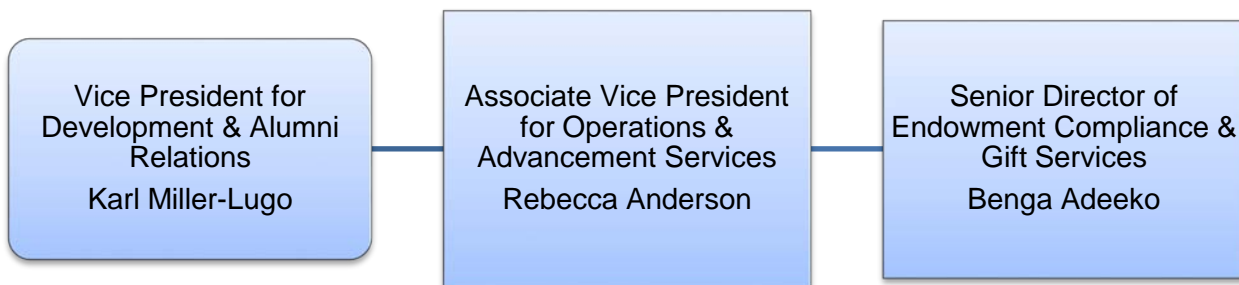 Vice President for
Development & Alumni
Relations
Karl Miller-Lugo
Associate Vice President
for Operations &
Advancement Services
Rebecca Anderson
Senior Director of
Endowment Compliance &
Gift Services
Benga Adeeko